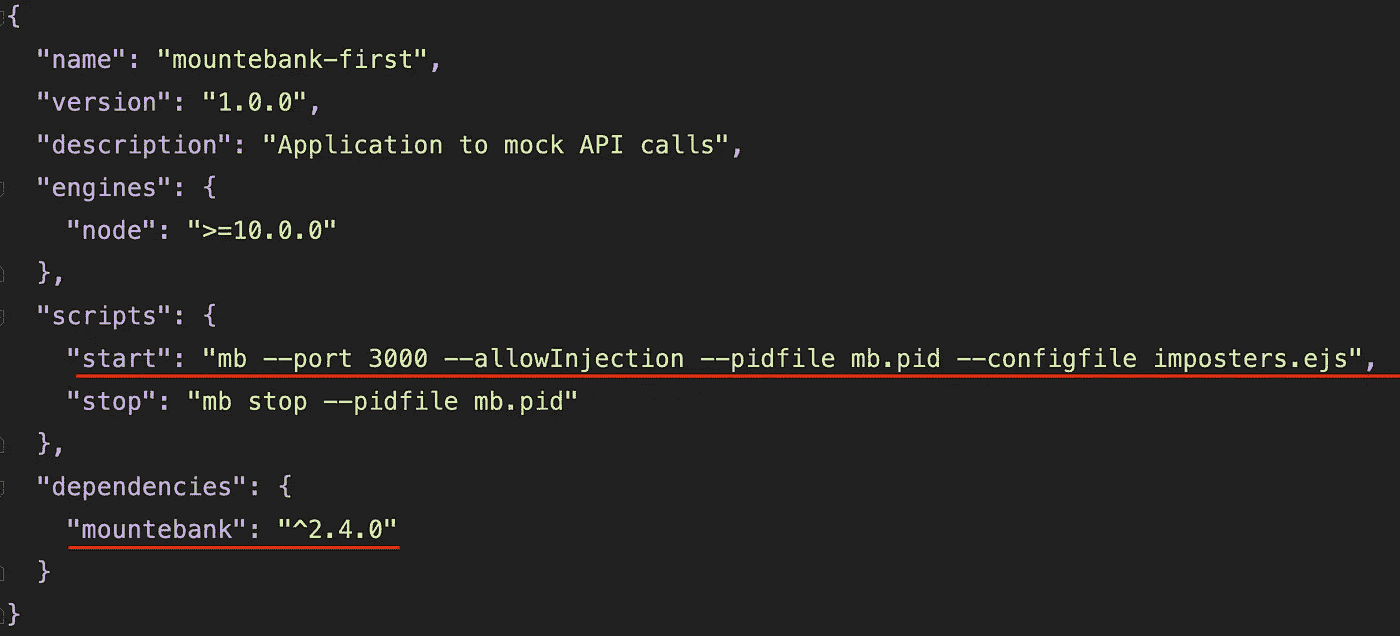 {
"name": "mountebank-first",
"version": "1.0.0",
"description": "Application to mock API calls",
"engines": {
"node": ">=10.0.0"
},
"scripts": {
"start": "mb --port 3000 --allowInjection --pidfile mb.pid --configfile imposters.ejs",
"stop": "mb stop --pidfile mb.pid"
},
"dependencies": {
"mountebank": "^2.4.0"
}
}